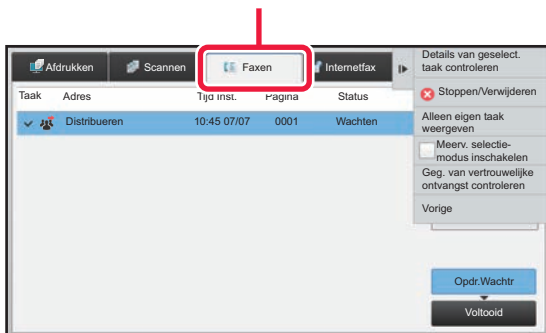 Afdrukken
Scannen
Faxen
Internetfax
Taak
Adres
Tijd Inst.
Pagina
Status
Distribueren
10:45 07/07
0001
Wachten
Details van geselect.
taak controleren
Stoppen/Verwijderen
Alleen eigen taak
weergeven
Meerv. selectie-
modus inschakelen
Geg. van vertrouwelijke
ontvangst controleren
Vorige
Opdr.Wachtr
Voltooid